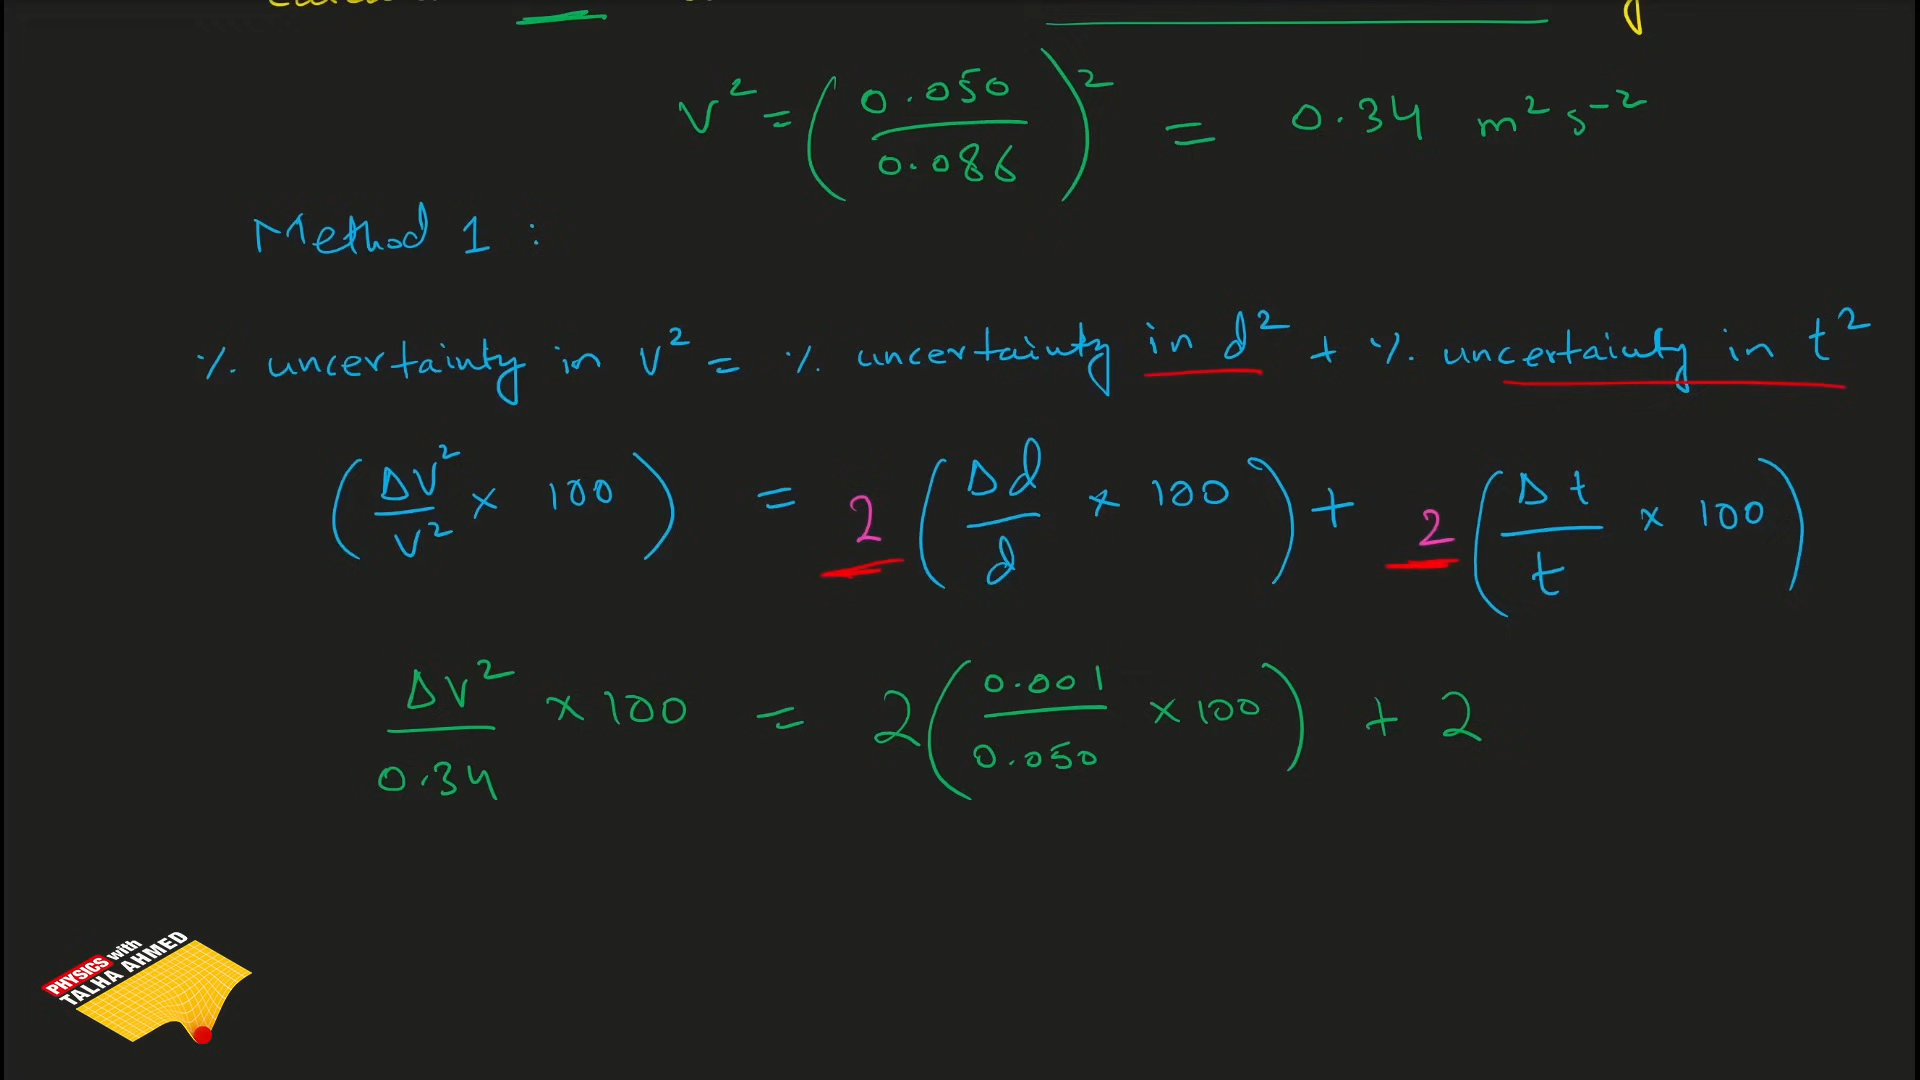 v² = (0.050 / 0.086)² = 0.34 m² s⁻²
Method 1 :
% uncertainty in v² = % uncertainty in d² + % uncertainty in t²
(Δv² / v² × 100) = 2 (Δd / d × 100) + 2 (Δt / t × 100)
Δv² / 0.34 × 100 = 2 (0.001 / 0.050 × 100) + 2
PHYSICS with
TALHA AHMED